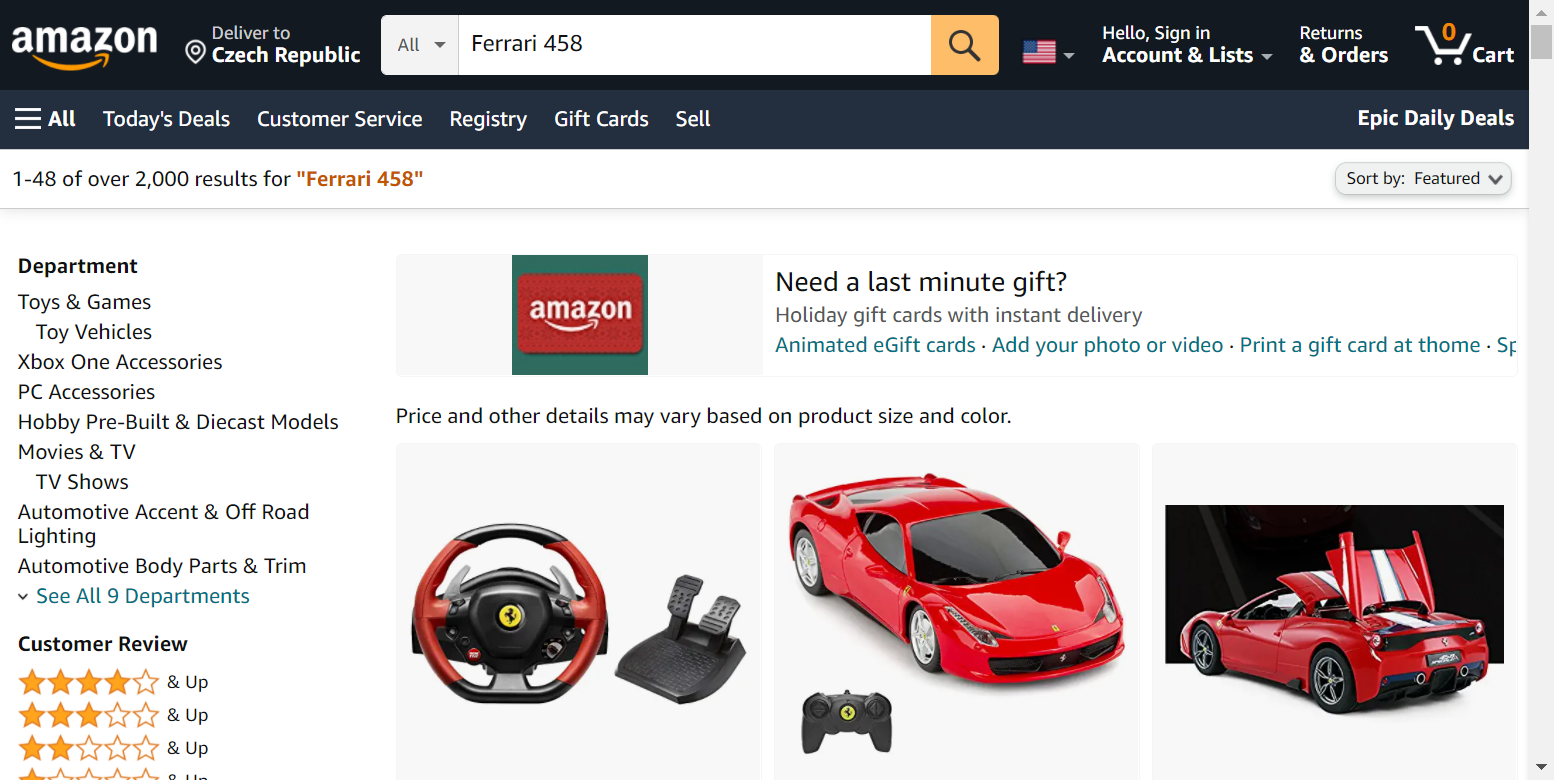 amazon
Deliver to
Czech Republic
All
Ferrari 458
Hello, Sign in
Account & Lists
Returns
& Orders
0
Cart
All
Today's Deals
Customer Service
Registry
Gift Cards
Sell
Epic Daily Deals
1-48 of over 2,000 results for "Ferrari 458"
Sort by: Featured
Department
Toys & Games
Toy Vehicles
Xbox One Accessories
PC Accessories
Hobby Pre-Built & Diecast Models
Movies & TV
TV Shows
Automotive Accent & Off Road
Lighting
Automotive Body Parts & Trim
See All 9 Departments
Customer Review
& Up
& Up
& Up
& Up
amazon
Need a last minute gift?
Holiday gift cards with instant delivery
Animated eGift cards · Add your photo or video · Print a gift card at thome · Sp
Price and other details may vary based on product size and color.